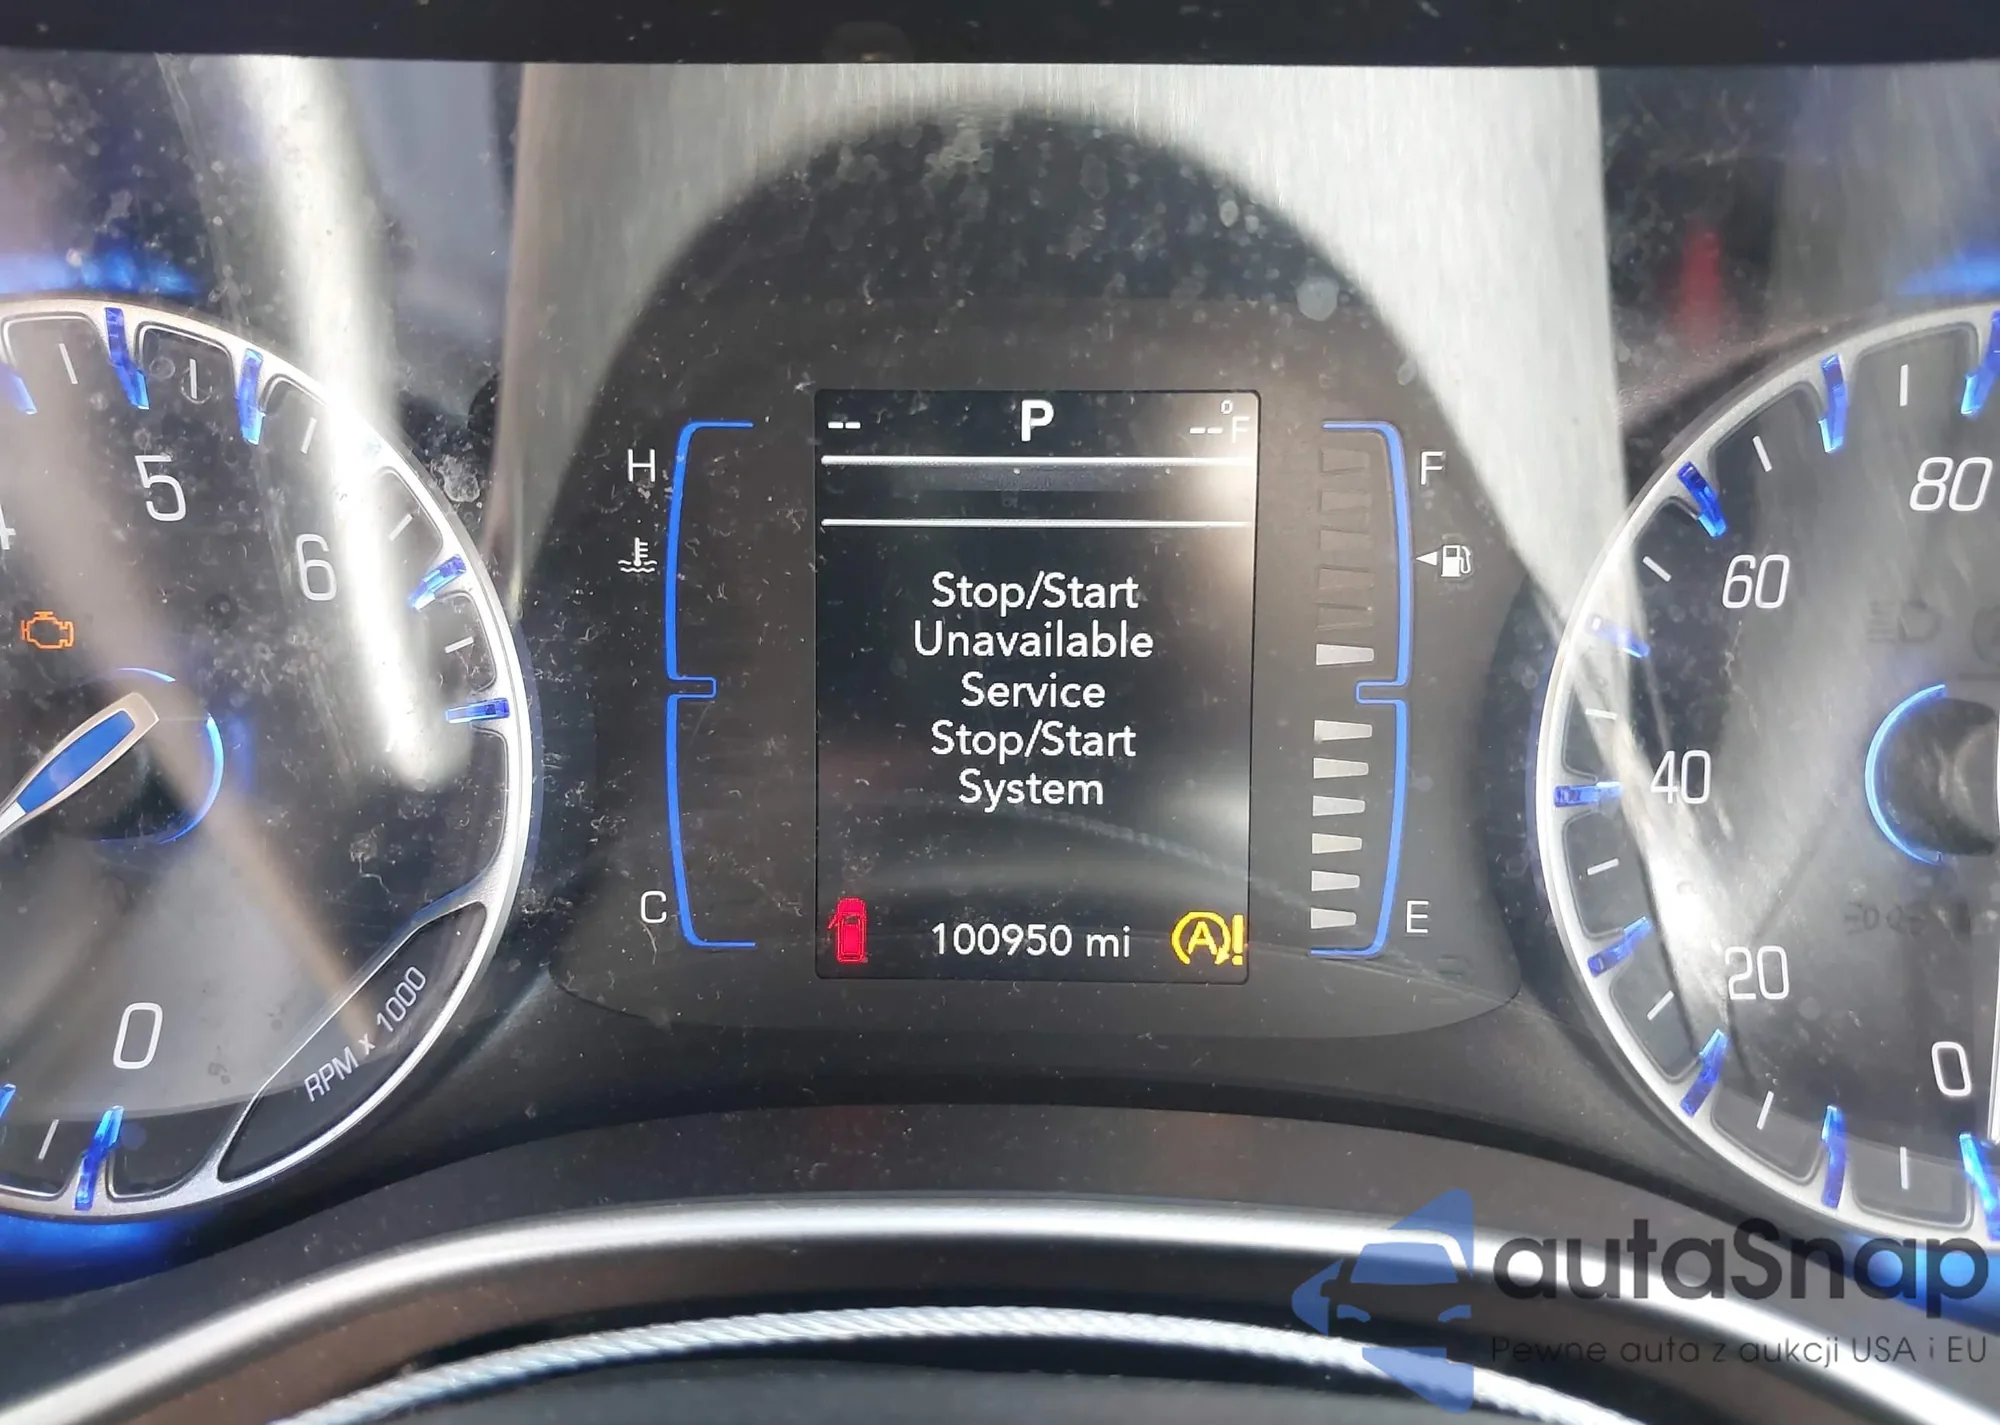 -- P --°F
H
F
5
6
80
60
40
20
0
Stop/Start
Unavailable
Service
Stop/Start
System
C
E
100950 mi
A!
0
RPM x 1000
autaSnap
Pewne auta z aukcji USA i EU